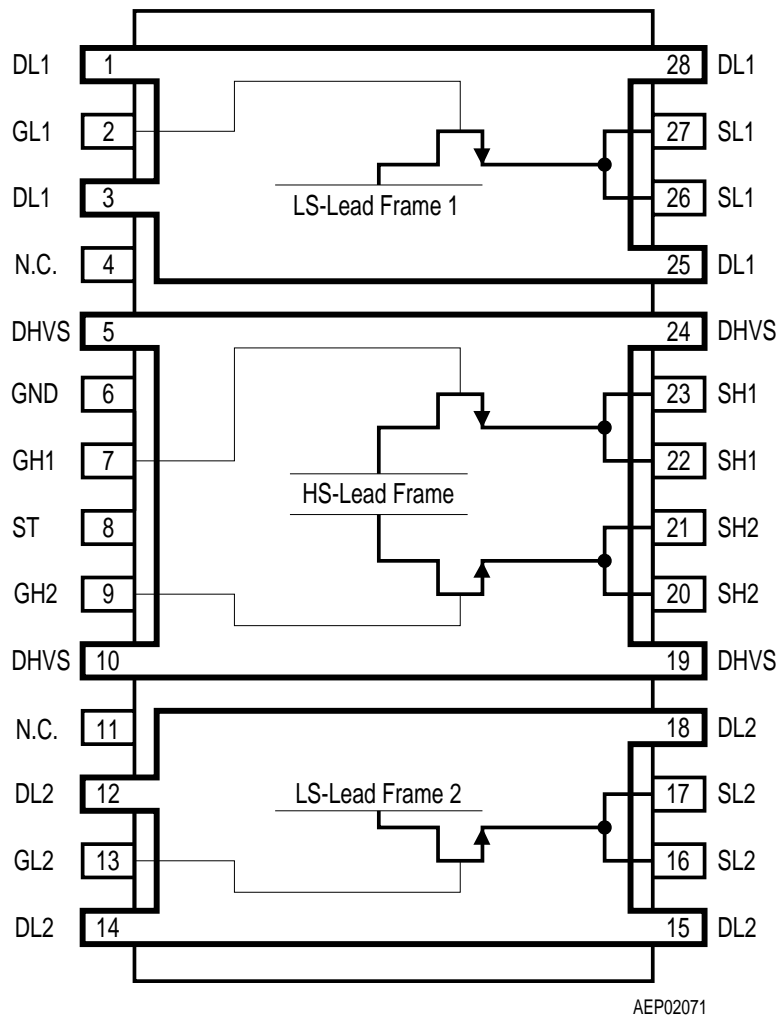 DL1 1 28 DL1
GL1 2 27 SL1
DL1 3 26 SL1
LS-Lead Frame 1
N.C. 4 25 DL1
DHVS 5 24 DHVS
GND 6 23 SH1
GH1 7 22 SH1
HS-Lead Frame
ST 8 21 SH2
GH2 9 20 SH2
DHVS 10 19 DHVS
N.C. 11 18 DL2
DL2 12 17 SL2
LS-Lead Frame 2
GL2 13 16 SL2
DL2 14 15 DL2
AEP02071